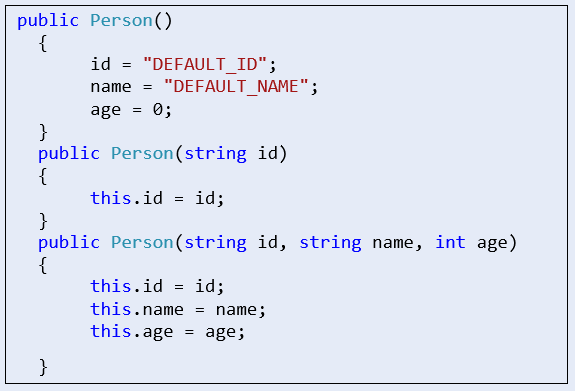 public Person()
{
id = "DEFAULT_ID";
name = "DEFAULT_NAME";
age = 0;
}
public Person(string id)
{
this.id = id;
}
public Person(string id, string name, int age)
{
this.id = id;
this.name = name;
this.age = age;
}